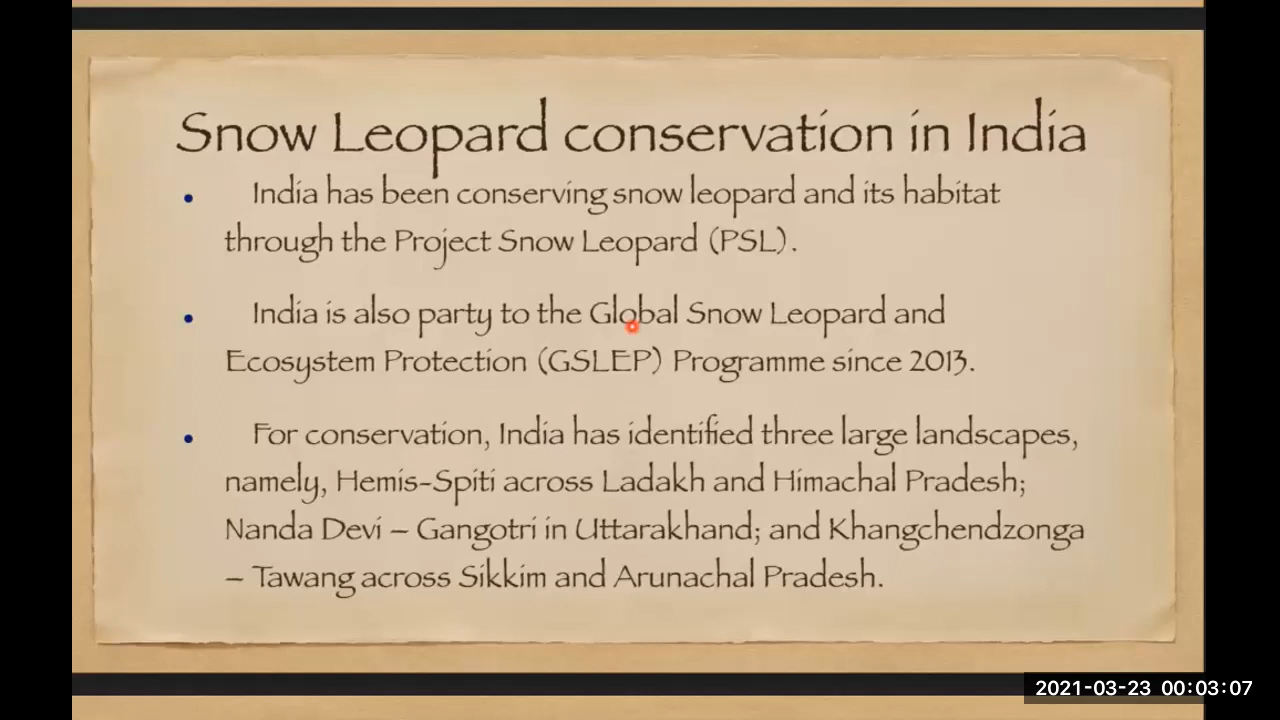 Snow Leopard conservation in India
• India has been conserving snow leopard and its habitat
through the Project Snow Leopard (PSL).
• India is also party to the Global Snow Leopard and
Ecosystem Protection (GSLEP) Programme since 2013.
• For conservation, India has identified three large landscapes,
namely, Hemis-Spiti across Ladakh and Himachal Pradesh;
Nanda Devi – Gangotri in Uttarakhand; and Khangchendzonga
– Tawang across Sikkim and Arunachal Pradesh.
2021-03-23 00:03:07